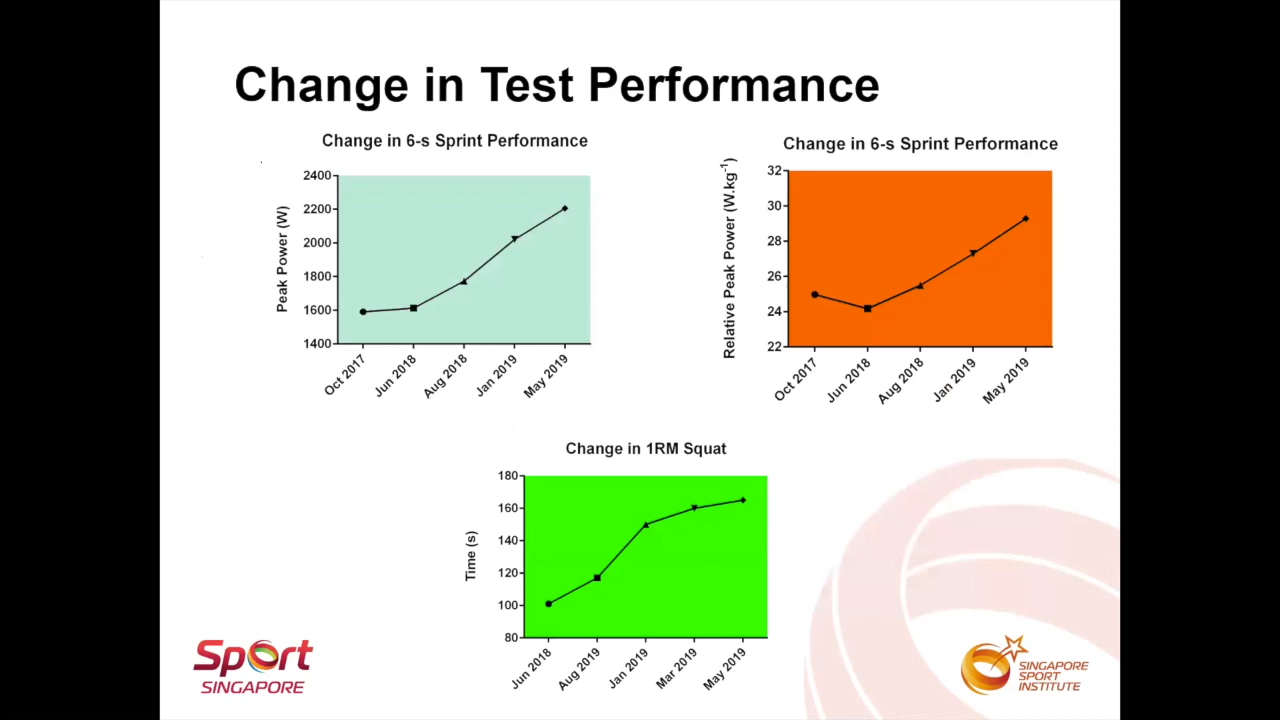 Change in Test Performance
Change in 6-s Sprint Performance
Peak Power (W)
2400
2200
2000
1800
1600
1400
Oct 2017
Jun 2018
Aug 2018
Jan 2019
May 2019
Change in 6-s Sprint Performance
Relative Peak Power (W.kg⁻¹)
32
30
28
26
24
22
Oct 2017
Jun 2018
Aug 2018
Jan 2019
May 2019
Change in 1RM Squat
Time (s)
180
160
140
120
100
80
Jun 2018
Aug 2019
Jan 2019
Mar 2019
May 2019
Sport
SINGAPORE
SINGAPORE
SPORT
INSTITUTE